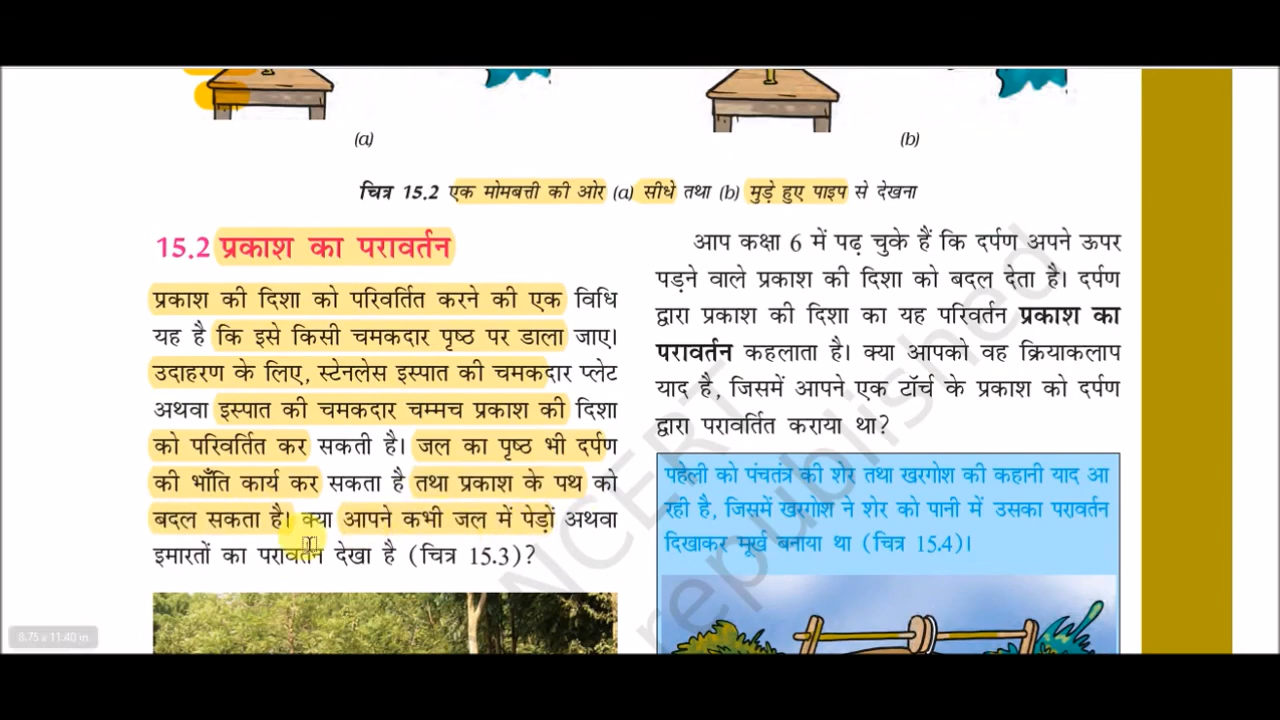 (a)
(b)
चित्र 15.2 एक मोमबत्ती की ओर (a) सीधे तथा (b) मुड़े हुए पाइप से देखना
15.2 प्रकाश का परावर्तन
प्रकाश की दिशा को परिवर्तित करने की एक विधि
यह है कि इसे किसी चमकदार पृष्ठ पर डाला जाए।
उदाहरण के लिए, स्टेनलेस इस्पात की चमकदार प्लेट
अथवा इस्पात की चमकदार चम्मच प्रकाश की दिशा
को परिवर्तित कर सकती है। जल का पृष्ठ भी दर्पण
की भाँति कार्य कर सकता है तथा प्रकाश के पथ को
बदल सकता है। क्या आपने कभी जल में पेड़ों अथवा
इमारतों का परावर्तन देखा है (चित्र 15.3)?
आप कक्षा 6 में पढ़ चुके हैं कि दर्पण अपने ऊपर
पड़ने वाले प्रकाश की दिशा को बदल देता है। दर्पण
द्वारा प्रकाश की दिशा का यह परिवर्तन प्रकाश का
परावर्तन कहलाता है। क्या आपको वह क्रियाकलाप
याद है, जिसमें आपने एक टॉर्च के प्रकाश को दर्पण
द्वारा परावर्तित कराया था?
पहेली को पंचतंत्र की शेर तथा खरगोश की कहानी याद आ
रही है, जिसमें खरगोश ने शेर को पानी में उसका परावर्तन
दिखाकर मूर्ख बनाया था (चित्र 15.4)।
NCERT
republished
8.75 x 11.40 in